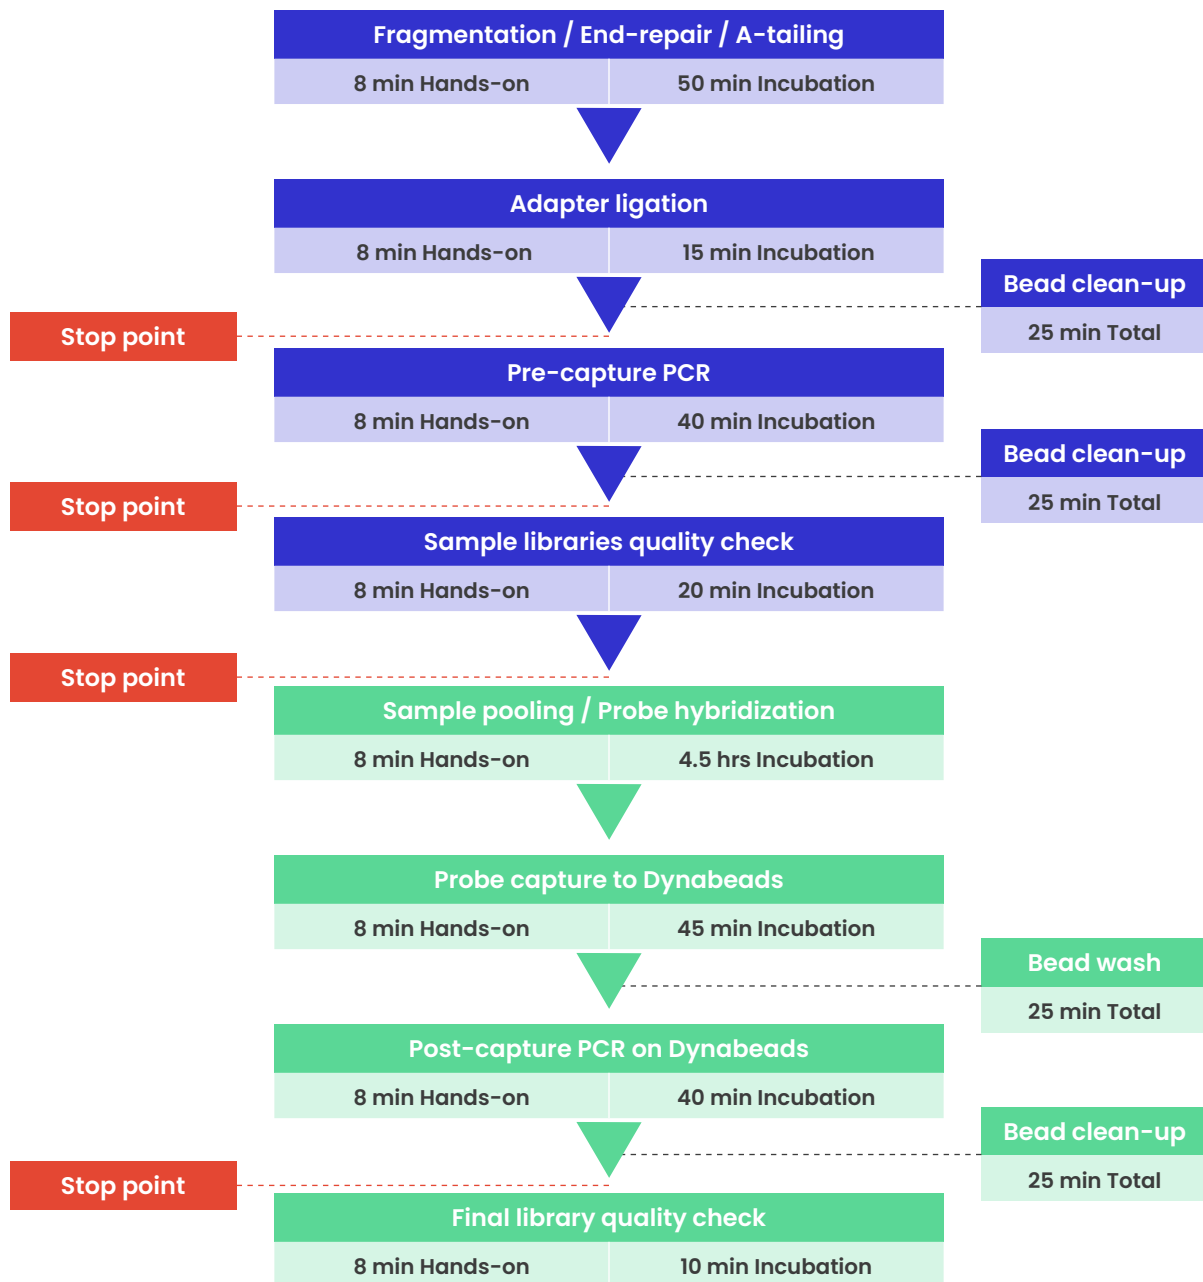 Fragmentation / End-repair / A-tailing
8 min Hands-on
50 min Incubation
Adapter ligation
8 min Hands-on
15 min Incubation
Bead clean-up
25 min Total
Stop point
Pre-capture PCR
8 min Hands-on
40 min Incubation
Bead clean-up
25 min Total
Stop point
Sample libraries quality check
8 min Hands-on
20 min Incubation
Stop point
Sample pooling / Probe hybridization
8 min Hands-on
4.5 hrs Incubation
Probe capture to Dynabeads
8 min Hands-on
45 min Incubation
Bead wash
25 min Total
Post-capture PCR on Dynabeads
8 min Hands-on
40 min Incubation
Bead clean-up
25 min Total
Stop point
Final library quality check
8 min Hands-on
10 min Incubation